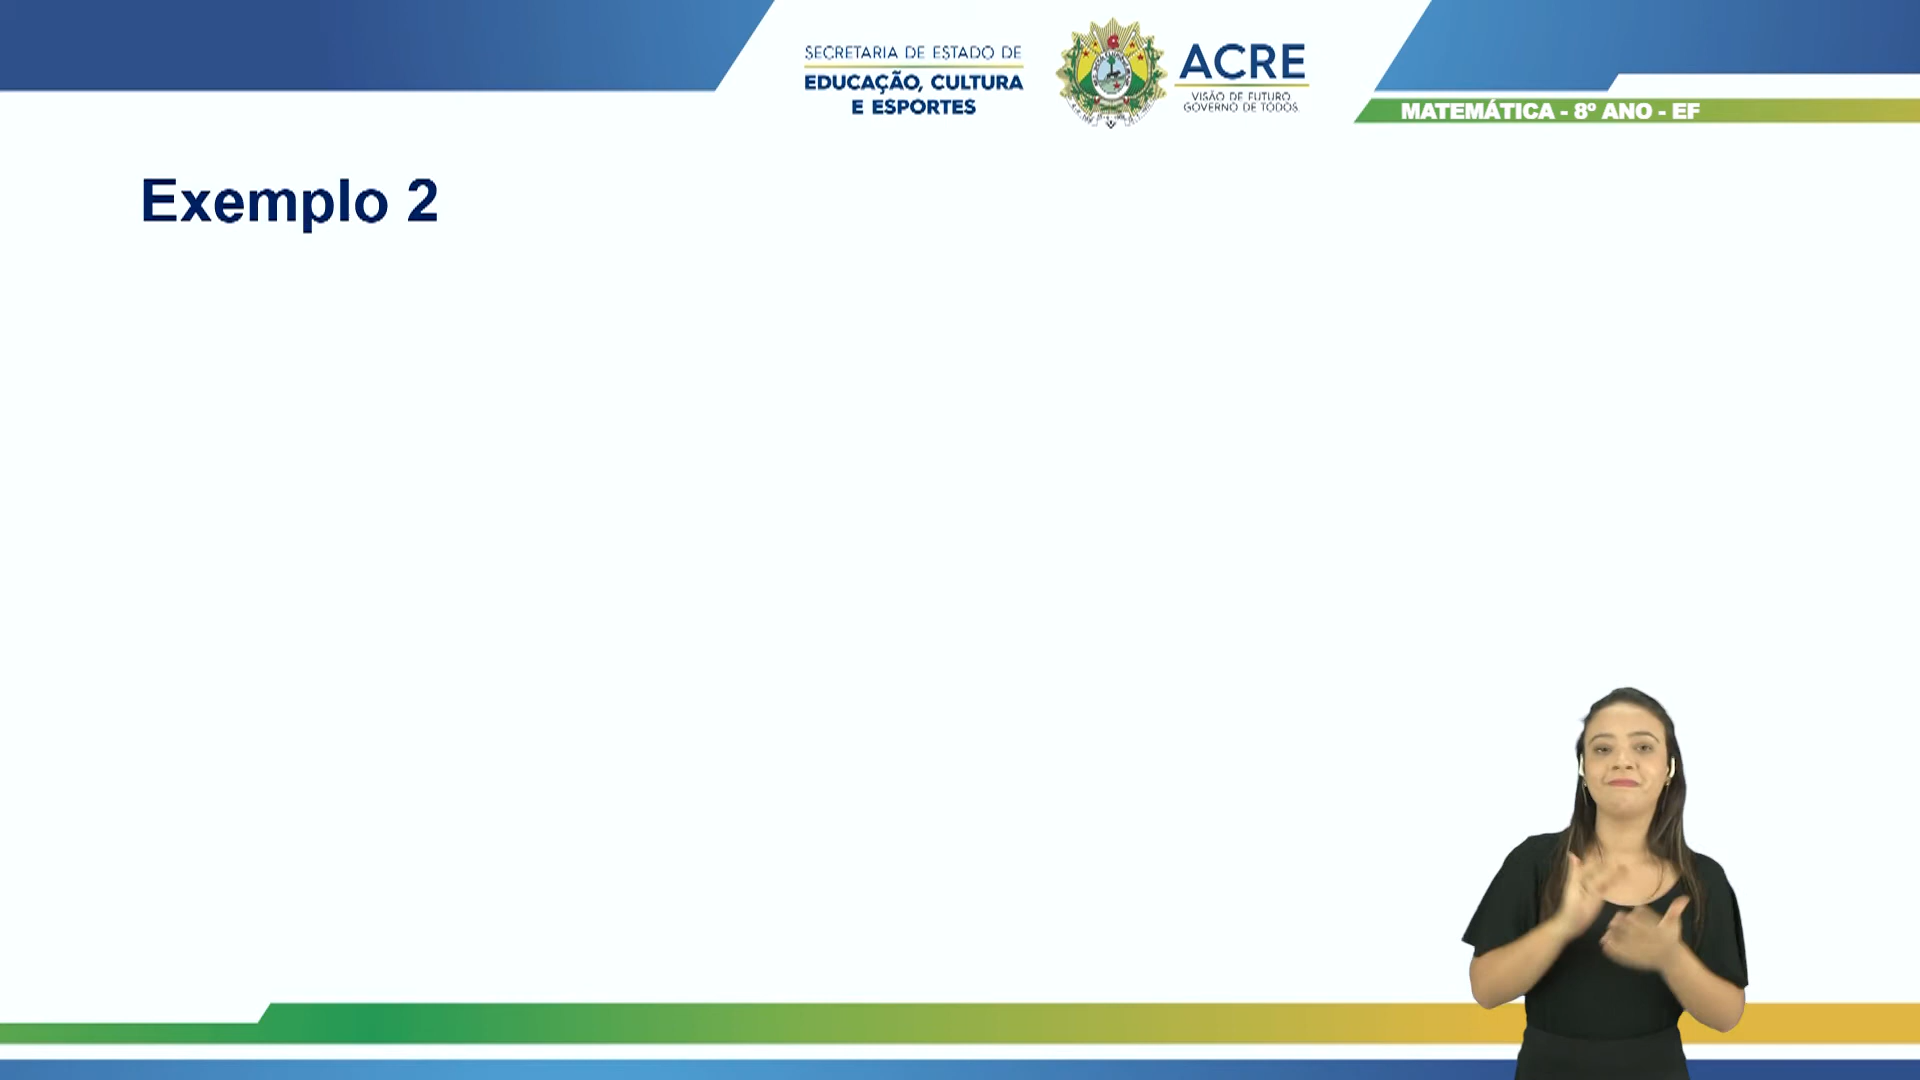 SECRETARIA DE ESTADO DE
EDUCAÇÃO, CULTURA
E ESPORTES
ACRE
VISÃO DE FUTURO
GOVERNO DE TODOS
MATEMÁTICA - 8º ANO - EF
Exemplo 2